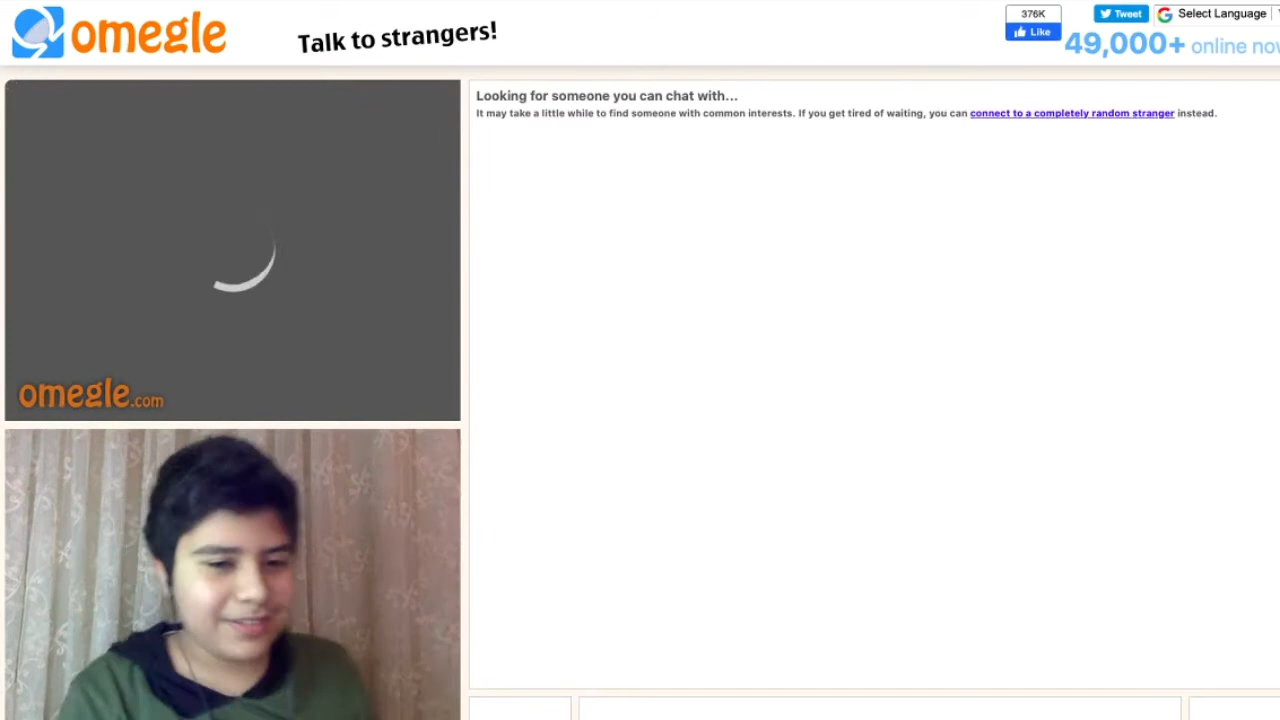 omegle
Talk to strangers!
376K
Like
Tweet
Select Language
49,000+ online now
Looking for someone you can chat with...
It may take a little while to find someone with common interests. If you get tired of waiting, you can connect to a completely random stranger instead.
omegle.com